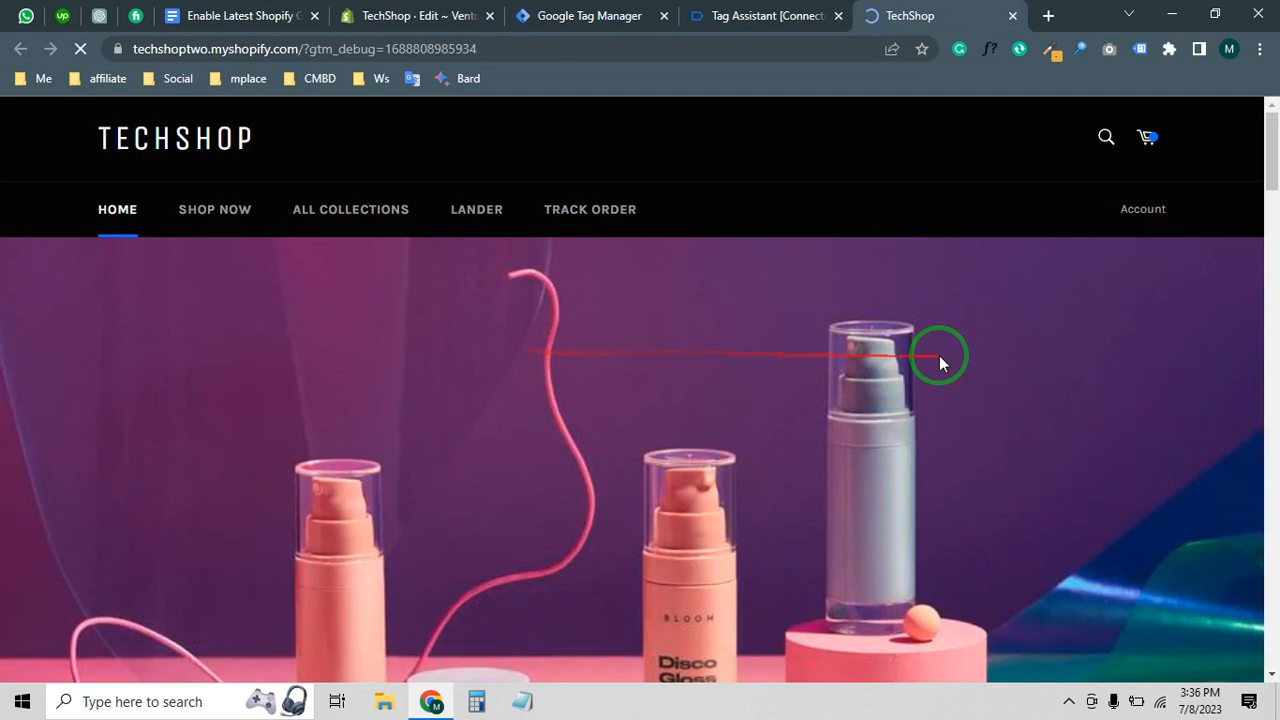 Enable Latest Shopify G
TechShop · Edit ~ Ventu
Google Tag Manager
Tag Assistant [Connect
TechShop
techshoptwo.myshopify.com/?gtm_debug=1688808985934
M
Me
affiliate
Social
mplace
CMBD
Ws
Bard
TECHSHOP
HOME
SHOP NOW
ALL COLLECTIONS
LANDER
TRACK ORDER
Account
BLOOM
Disco
Gloss
Type here to search
3:36 PM
7/8/2023